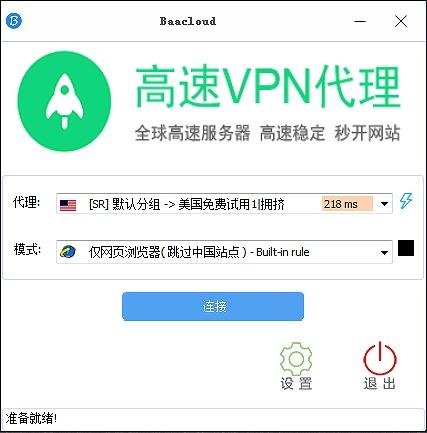 Baacloud
高速VPN代理
全球高速服务器 高速稳定 秒开网站
代理: [SR] 默认分组 -> 美国免费试用1|拥挤 218 ms
模式: 仅网页浏览器(跳过中国站点) - Built-in rule
连接
设置 退出
准备就绪!